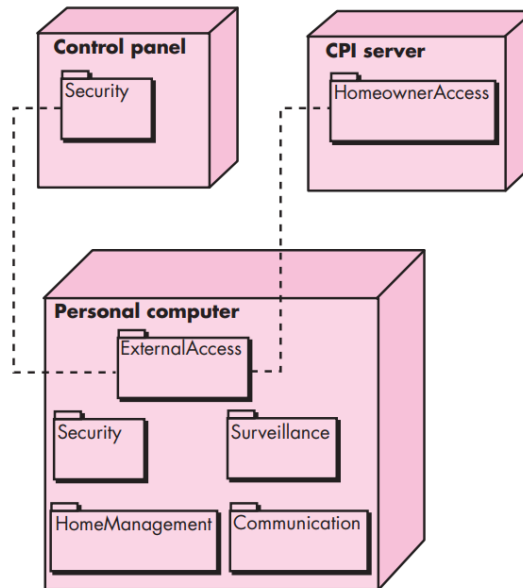 Control panel
Security
CPI server
HomeownerAccess
Personal computer
ExternalAccess
Security
Surveillance
HomeManagement
Communication